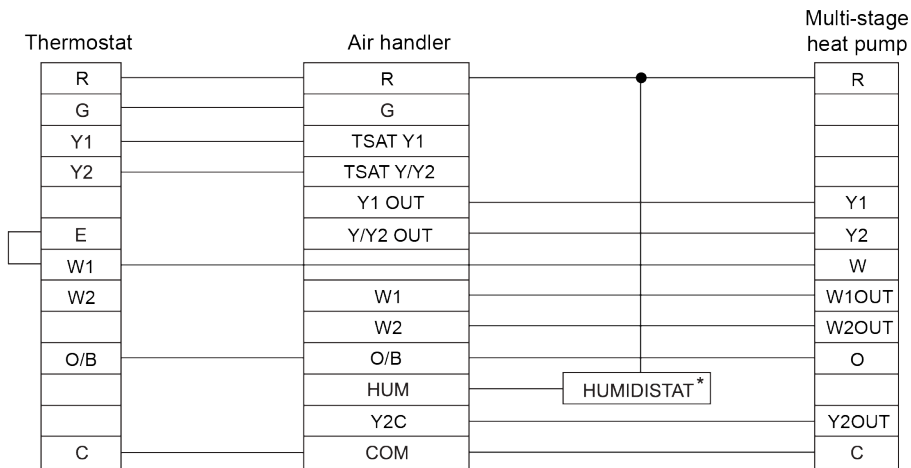 Thermostat
Air handler
Multi-stage
heat pump
R
R
R
G
G
Y1
TSAT Y1
Y2
TSAT Y/Y2
Y1 OUT
Y1
E
Y/Y2 OUT
Y2
W1
W
W2
W1
W1OUT
W2
W2OUT
O/B
O/B
O
HUM
HUMIDISTAT*
Y2C
Y2OUT
C
COM
C